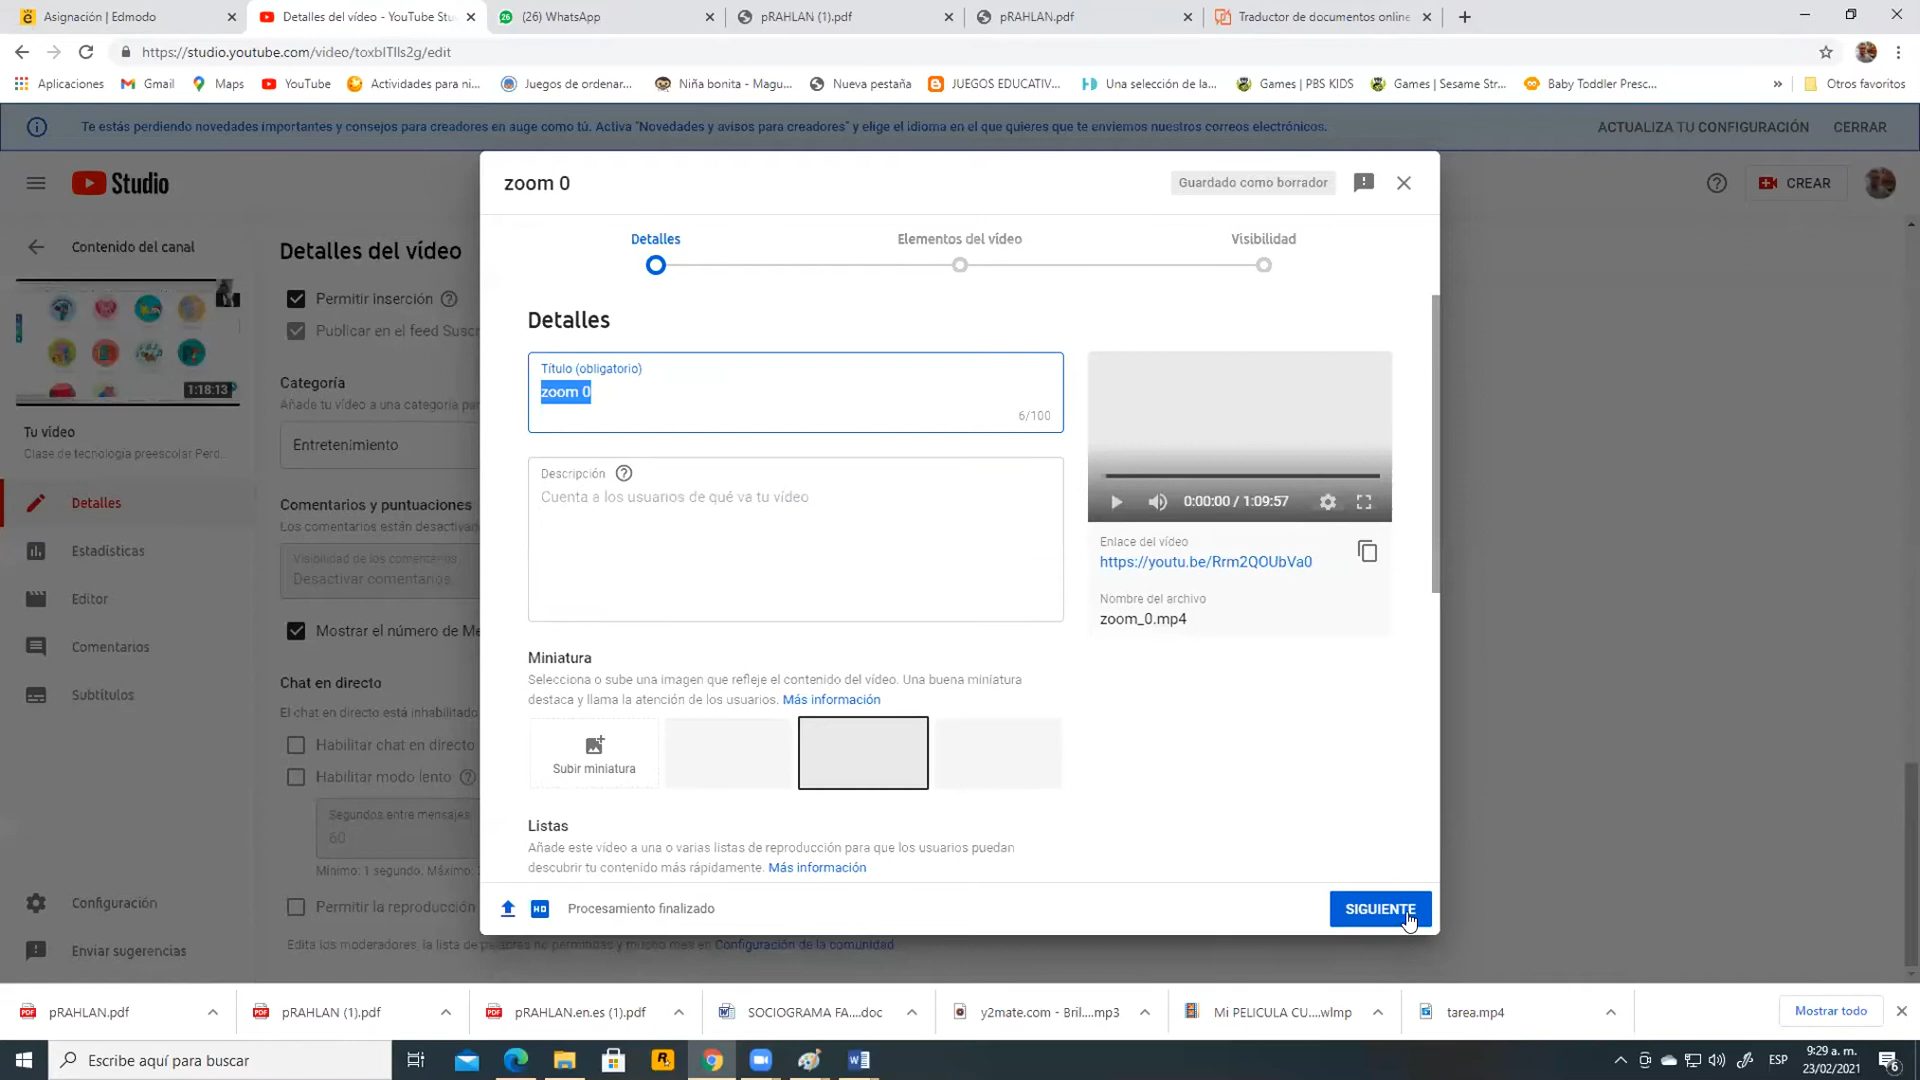 Asignación | Edmodo
Detalles del vídeo - YouTube Stu
(26) WhatsApp
pRAHLAN (1).pdf
pRAHLAN.pdf
Traductor de documentos online
https://studio.youtube.com/video/toxbITlls2g/edit
Aplicaciones
Gmail
Maps
YouTube
Actividades para ni...
Juegos de ordenar...
Niña bonita - Magu...
Nueva pestaña
JUEGOS EDUCATIV...
Una selección de la...
Games | PBS KIDS
Games | Sesame Str...
Baby Toddler Presc...
»
Otros favoritos
Te estás perdiendo novedades importantes y consejos para creadores en auge como tú. Activa "Novedades y avisos para creadores" y elige el idioma en el que quieres que te enviemos nuestros correos electrónicos.
ACTUALIZA TU CONFIGURACIÓN
CERRAR
Studio
CREAR
Contenido del canal
1:18:13
Tu vídeo
Clase de tecnología preescolar Perd...
Detalles
Estadísticas
Editor
Comentarios
Subtítulos
Configuración
Enviar sugerencias
Detalles del vídeo
Permitir inserción
Publicar en el feed Suscr
Categoría
Añade tu vídeo a una categoría par
Entretenimiento
Comentarios y puntuaciones
Los comentarios están desactivad
Visibilidad de los comentarios
Desactivar comentarios
Mostrar el número de Me
Chat en directo
El chat en directo está inhabilitado
Habilitar chat en directo
Habilitar modo lento
Segundos entre mensajes
60
Mínimo: 1 segundo. Máximo:
Permitir la reproducción
Edita los moderadores, la lista de palabras no permitidas y mucho más en Configuración de la comunidad
zoom 0
Guardado como borrador
Detalles
Elementos del vídeo
Visibilidad
Detalles
Título (obligatorio)
zoom 0
6/100
Descripción
Cuenta a los usuarios de qué va tu vídeo
0:00:00 / 1:09:57
Enlace del vídeo
https://youtu.be/Rrm2QOUbVa0
Nombre del archivo
zoom_0.mp4
Miniatura
Selecciona o sube una imagen que refleje el contenido del vídeo. Una buena miniatura
destaca y llama la atención de los usuarios. Más información
Subir miniatura
Listas
Añade este vídeo a una o varias listas de reproducción para que los usuarios puedan
descubrir tu contenido más rápidamente. Más información
HD
Procesamiento finalizado
SIGUIENTE
pRAHLAN.pdf
pRAHLAN (1).pdf
pRAHLAN.en.es (1).pdf
SOCIOGRAMA FA....doc
y2mate.com - Bril....mp3
Mi PELICULA CU....wlmp
tarea.mp4
Mostrar todo
Escribe aquí para buscar
ESP
9:29 a. m.
23/02/2021
6